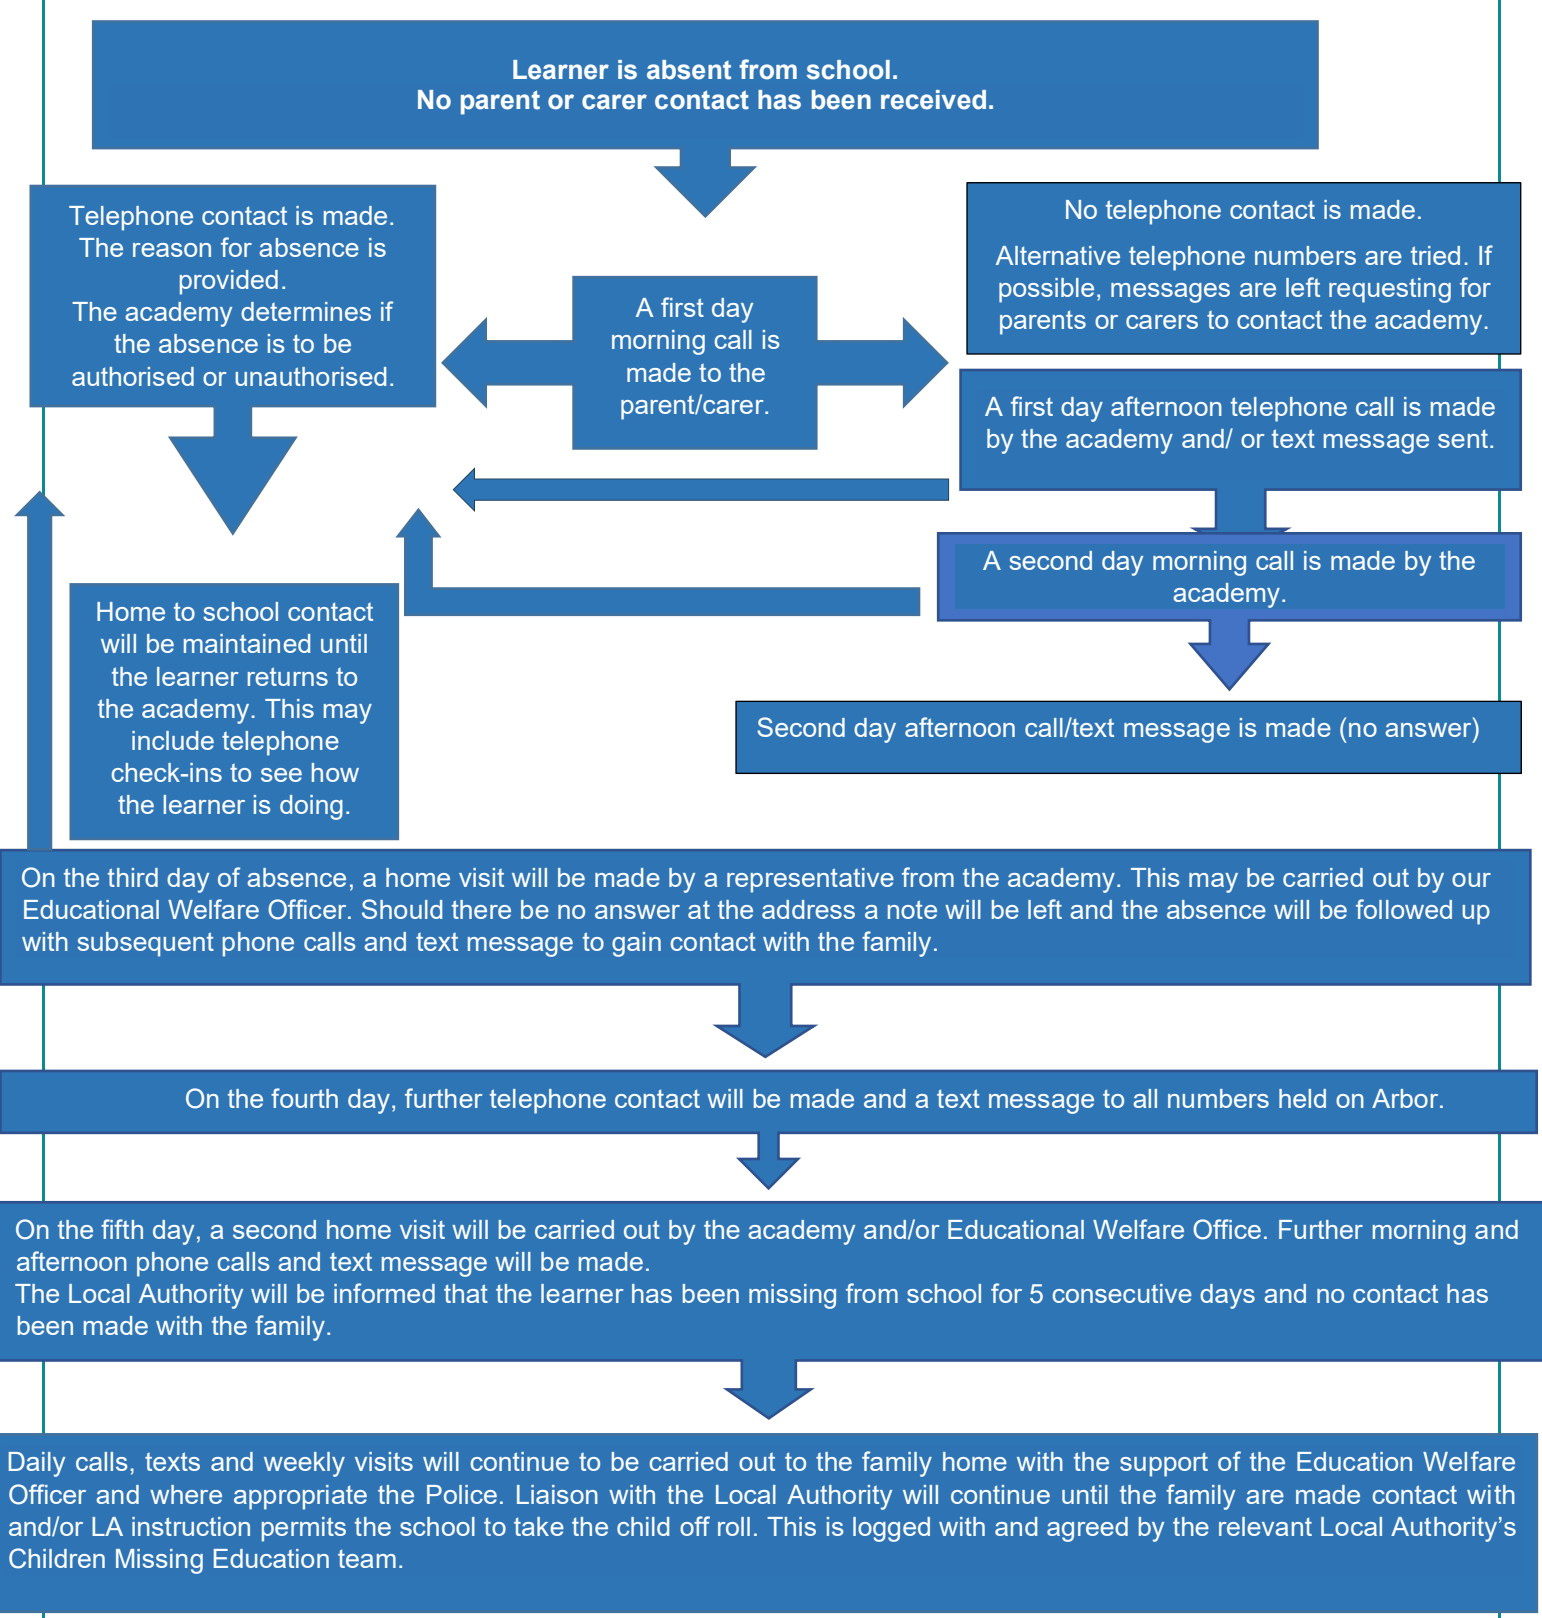 Learner is absent from school.
No parent or carer contact has been received.
Telephone contact is made.
The reason for absence is
provided.
The academy determines if
the absence is to be
authorised or unauthorised.
A first day
morning call is
made to the
parent/carer.
No telephone contact is made.
Alternative telephone numbers are tried. If
possible, messages are left requesting for
parents or carers to contact the academy.
A first day afternoon telephone call is made
by the academy and/ or text message sent.
A second day morning call is made by the
academy.
Home to school contact
will be maintained until
the learner returns to
the academy. This may
include telephone
check-ins to see how
the learner is doing.
Second day afternoon call/text message is made (no answer)
On the third day of absence, a home visit will be made by a representative from the academy. This may be carried out by our
Educational Welfare Officer. Should there be no answer at the address a note will be left and the absence will be followed up
with subsequent phone calls and text message to gain contact with the family.
On the fourth day, further telephone contact will be made and a text message to all numbers held on Arbor.
On the fifth day, a second home visit will be carried out by the academy and/or Educational Welfare Office. Further morning and
afternoon phone calls and text message will be made.
The Local Authority will be informed that the learner has been missing from school for 5 consecutive days and no contact has
been made with the family.
Daily calls, texts and weekly visits will continue to be carried out to the family home with the support of the Education Welfare
Officer and where appropriate the Police. Liaison with the Local Authority will continue until the family are made contact with
and/or LA instruction permits the school to take the child off roll. This is logged with and agreed by the relevant Local Authority's
Children Missing Education team.